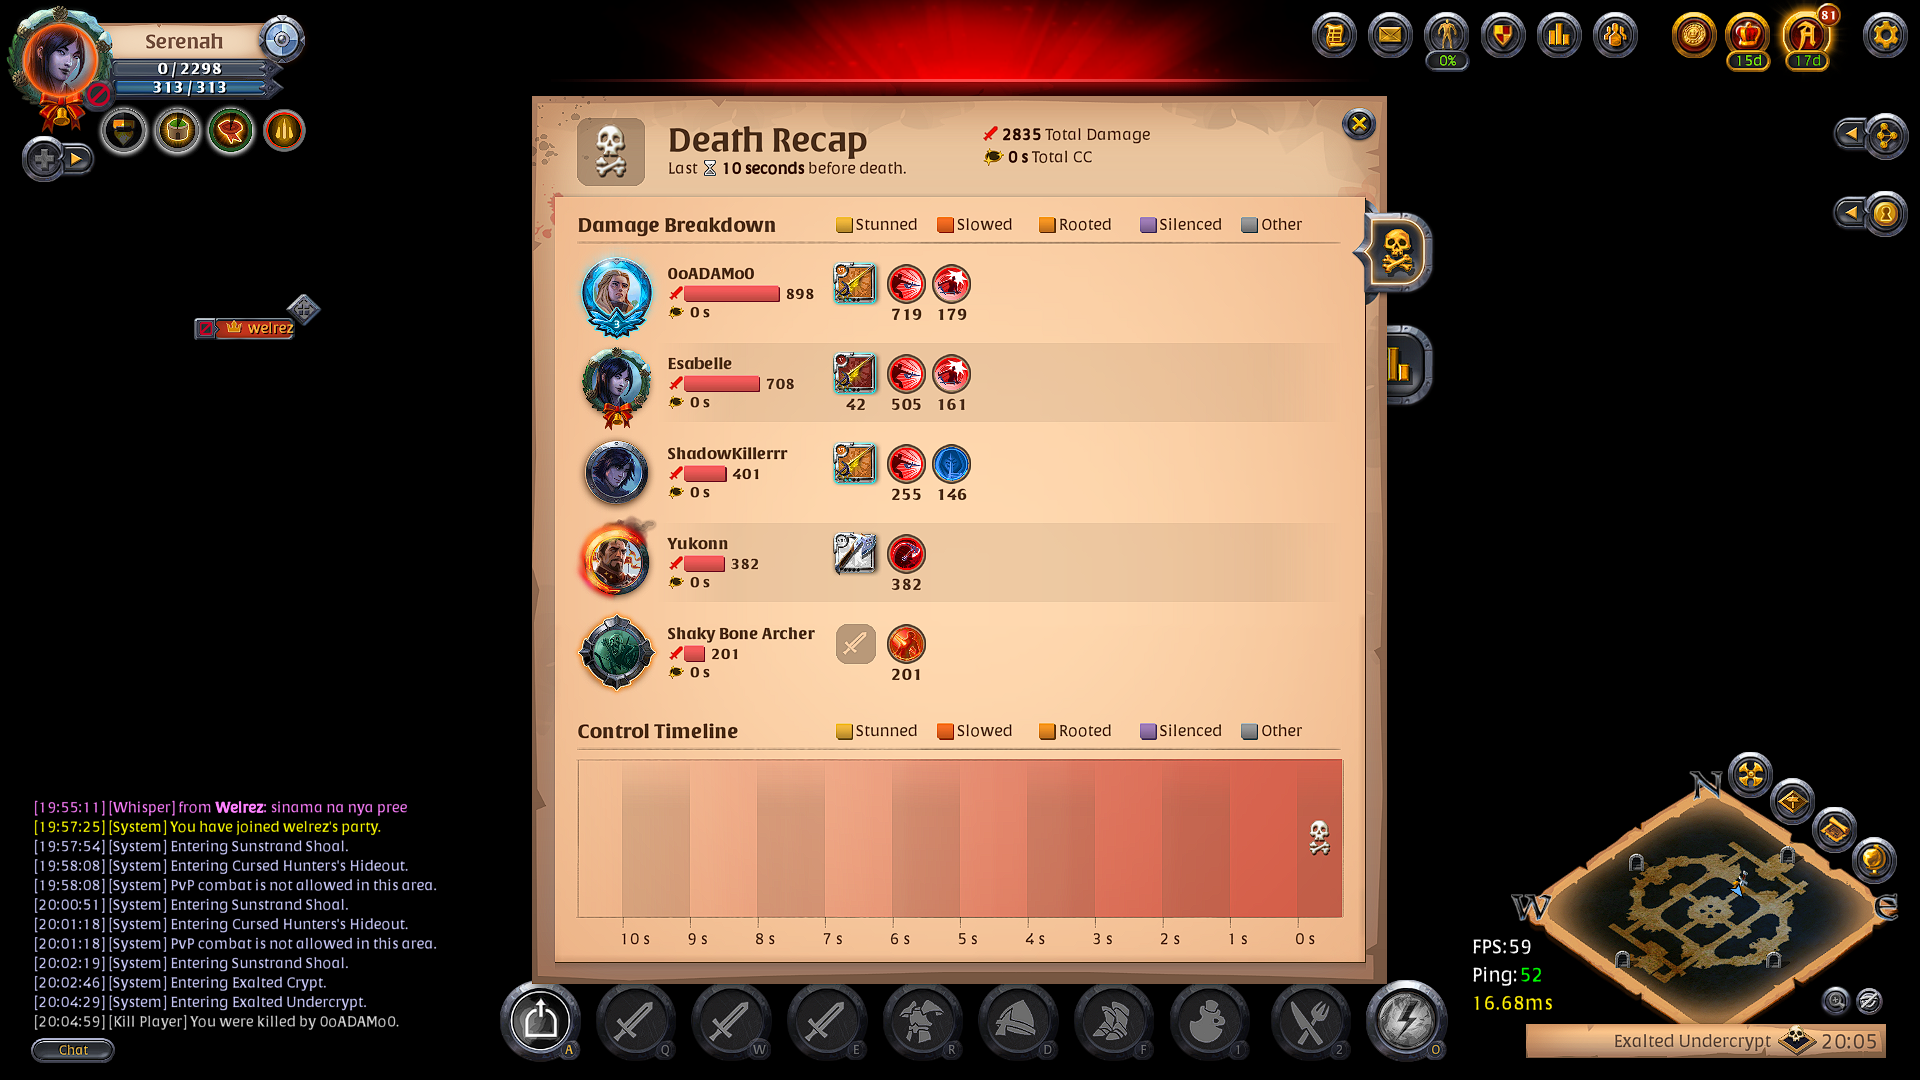 Serenah
0/2298
313/313
0%
15d
81
17d
Death Recap
Last 10 seconds before death.
2835 Total Damage
0 s Total CC
Damage Breakdown
Stunned Slowed Rooted Silenced Other
0oADAMo0
898
0 s
719 179
3
Esabelle
708
0 s
42 505 161
ShadowKillerrr
401
0 s
255 146
Yukonn
382
0 s
382
Shaky Bone Archer
201
0 s
201
Control Timeline
Stunned Slowed Rooted Silenced Other
10 s 9 s 8 s 7 s 6 s 5 s 4 s 3 s 2 s 1 s 0 s
welrez
[19:55:11] [Whisper] from Welrez: sinama na nya pree
[19:57:25] [System] You have joined welrez's party.
[19:57:54] [System] Entering Sunstrand Shoal.
[19:58:08] [System] Entering Cursed Hunters's Hideout.
[19:58:08] [System] PvP combat is not allowed in this area.
[20:00:51] [System] Entering Sunstrand Shoal.
[20:01:18] [System] Entering Cursed Hunters's Hideout.
[20:01:18] [System] PvP combat is not allowed in this area.
[20:02:19] [System] Entering Sunstrand Shoal.
[20:02:46] [System] Entering Exalted Crypt.
[20:04:29] [System] Entering Exalted Undercrypt.
[20:04:59] [Kill Player] You were killed by 0oADAMo0.
Chat
A Q W E R D F 1 2 O
N
W
E
FPS:59
Ping:52
16.68ms
Exalted Undercrypt 20:05